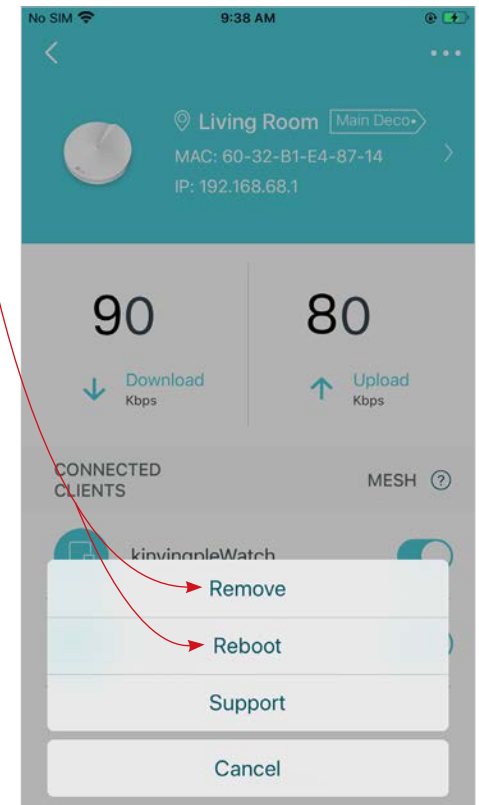 No SIM 9:38 AM
Living Room Main Deco
MAC: 60-32-B1-E4-87-14
IP: 192.168.68.1
90 80
Download Upload
Kbps Kbps
CONNECTED
CLIENTS MESH ?
kinyingpleWatch
Remove
Reboot
Support
Cancel